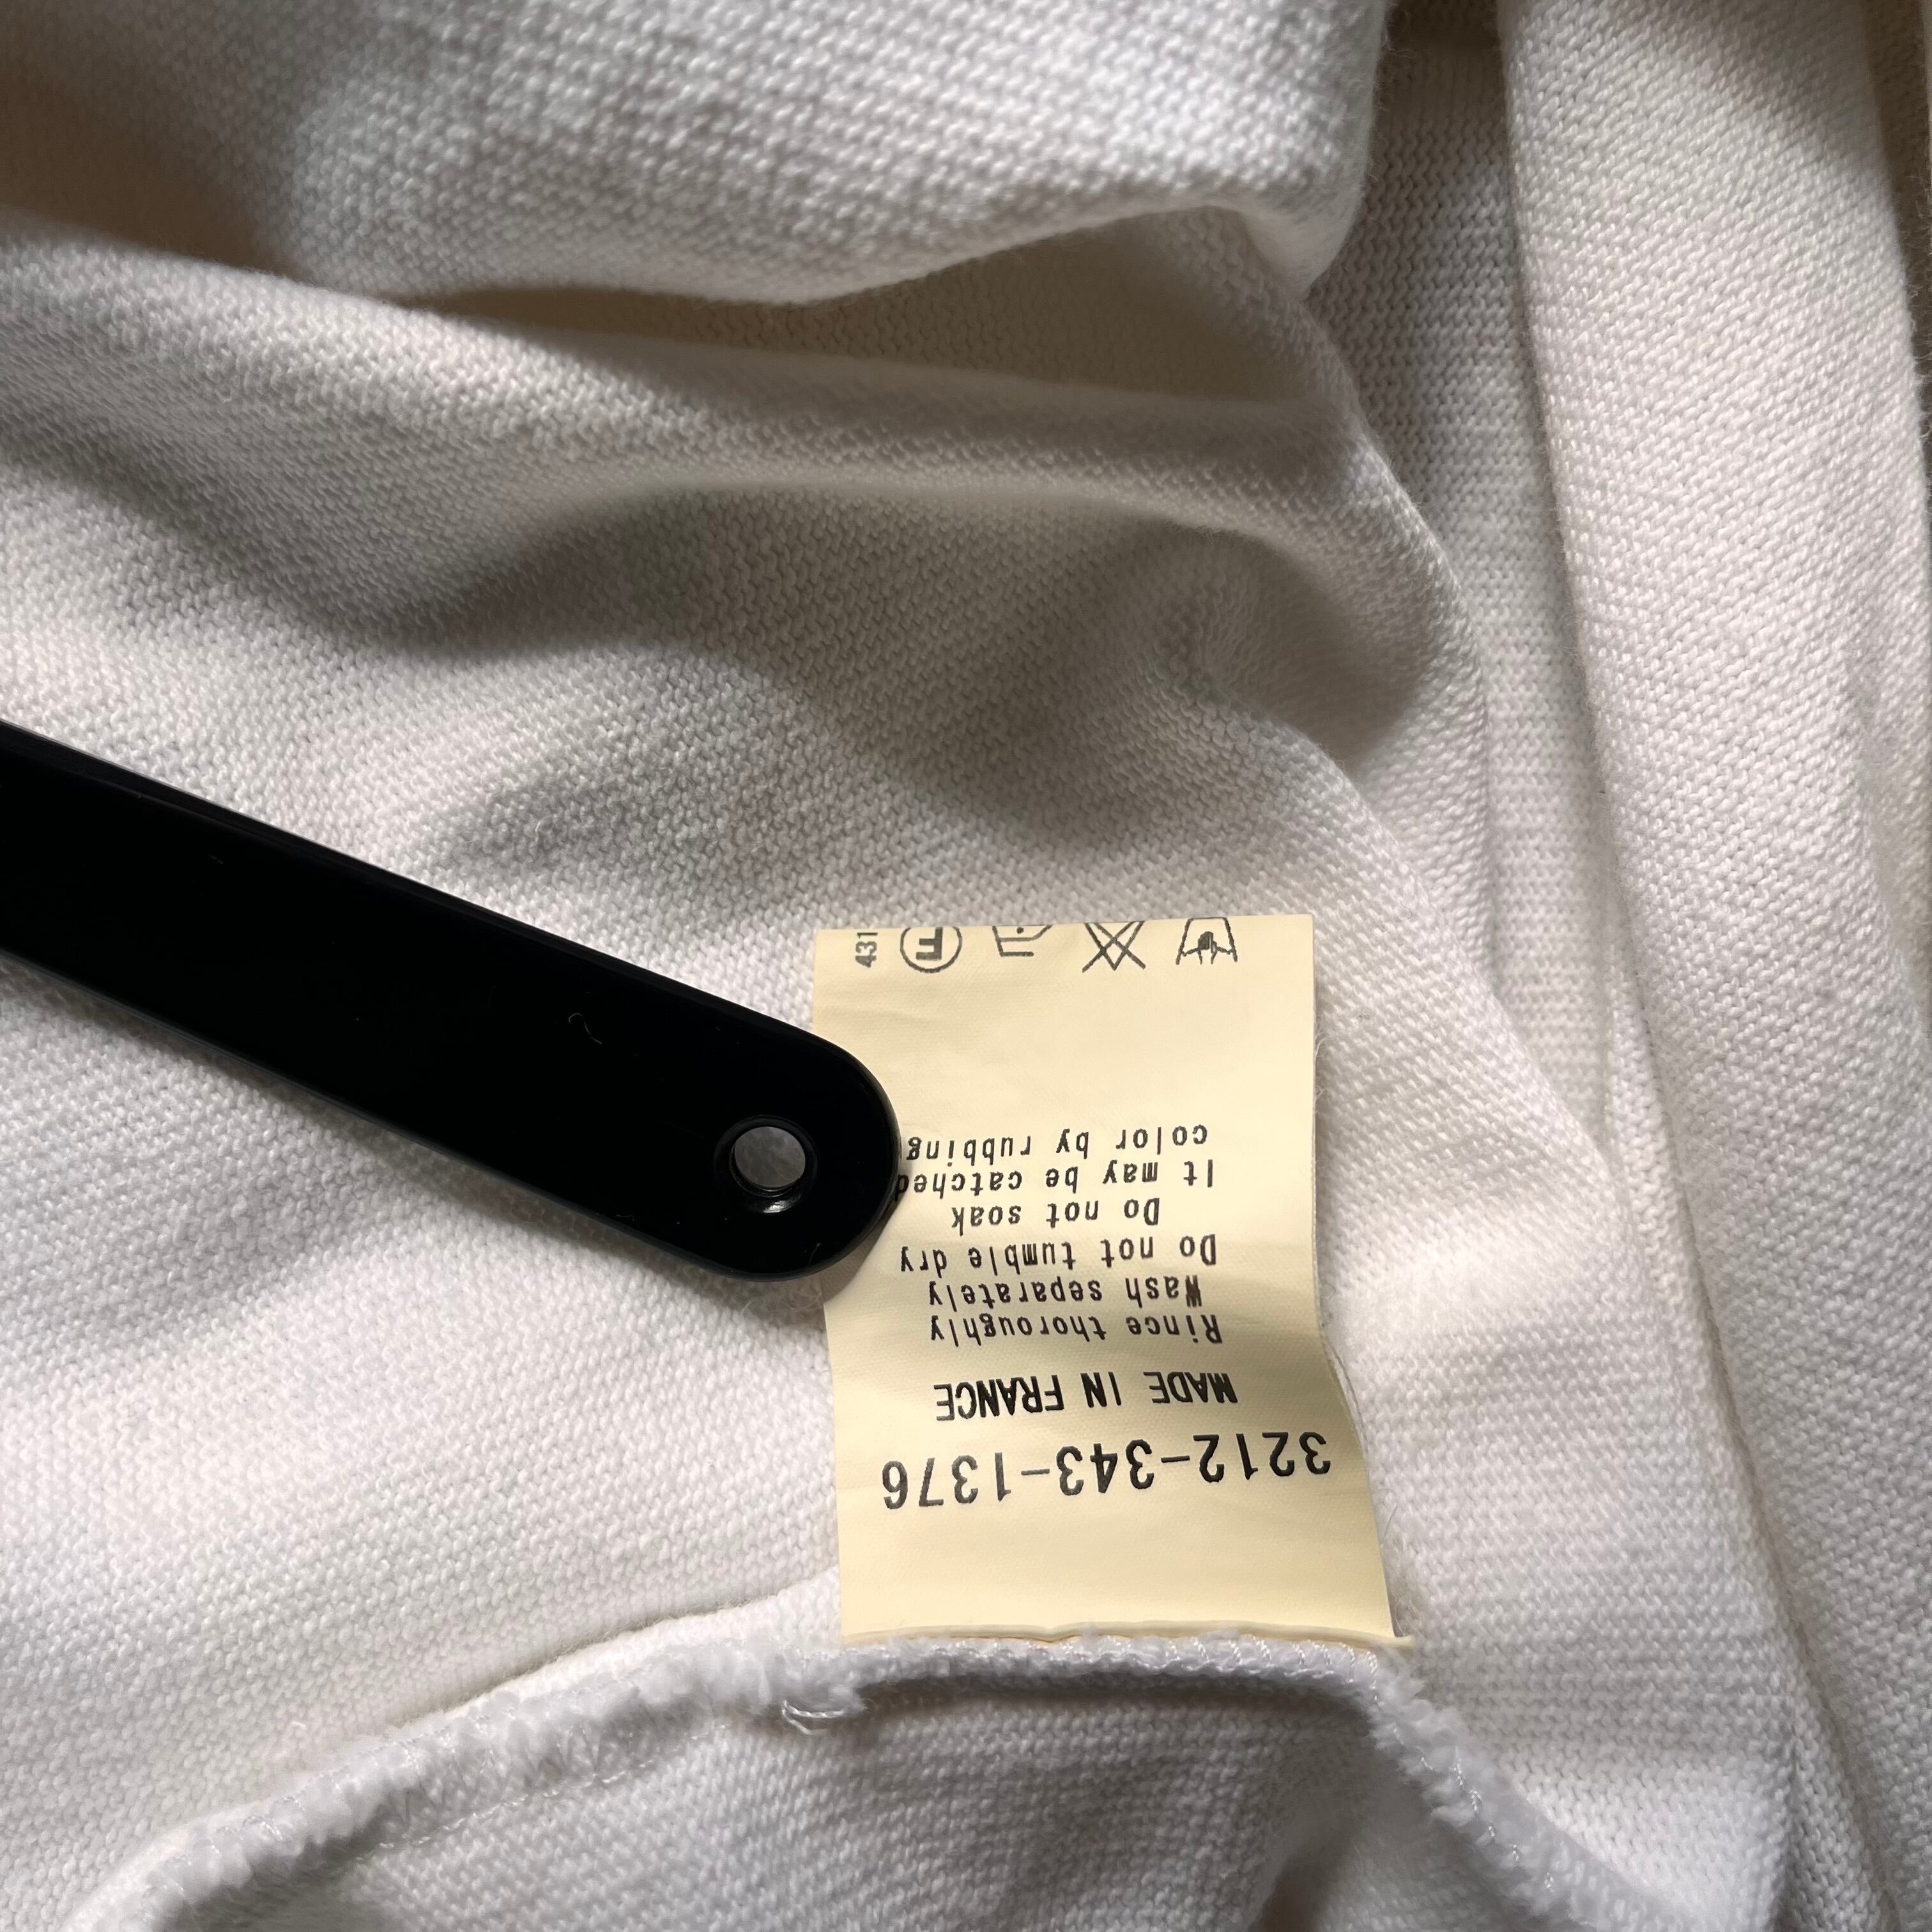 3212-343-1376
MADE IN FRANCE
Rince thoroughly
Wash separately
Do not tumble dry
Do not soak
It may be catched
color by rubbing
F
431